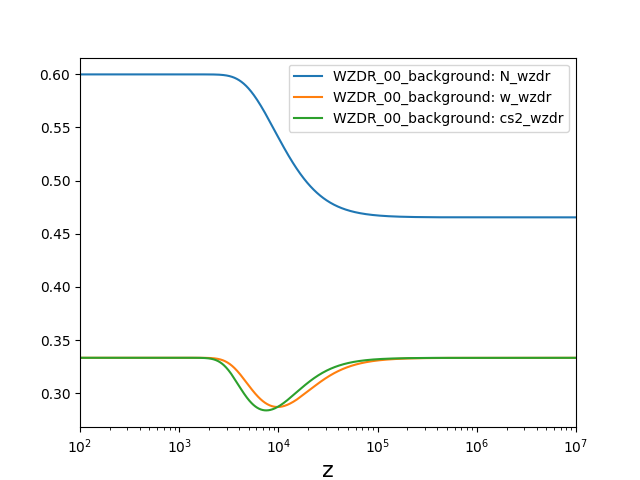 WZDR_00_background: N_wzdr
WZDR_00_background: w_wzdr
WZDR_00_background: cs2_wzdr
0.60
0.55
0.50
0.45
0.40
0.35
0.30
10² 10³ 10⁴ 10⁵ 10⁶ 10⁷
z